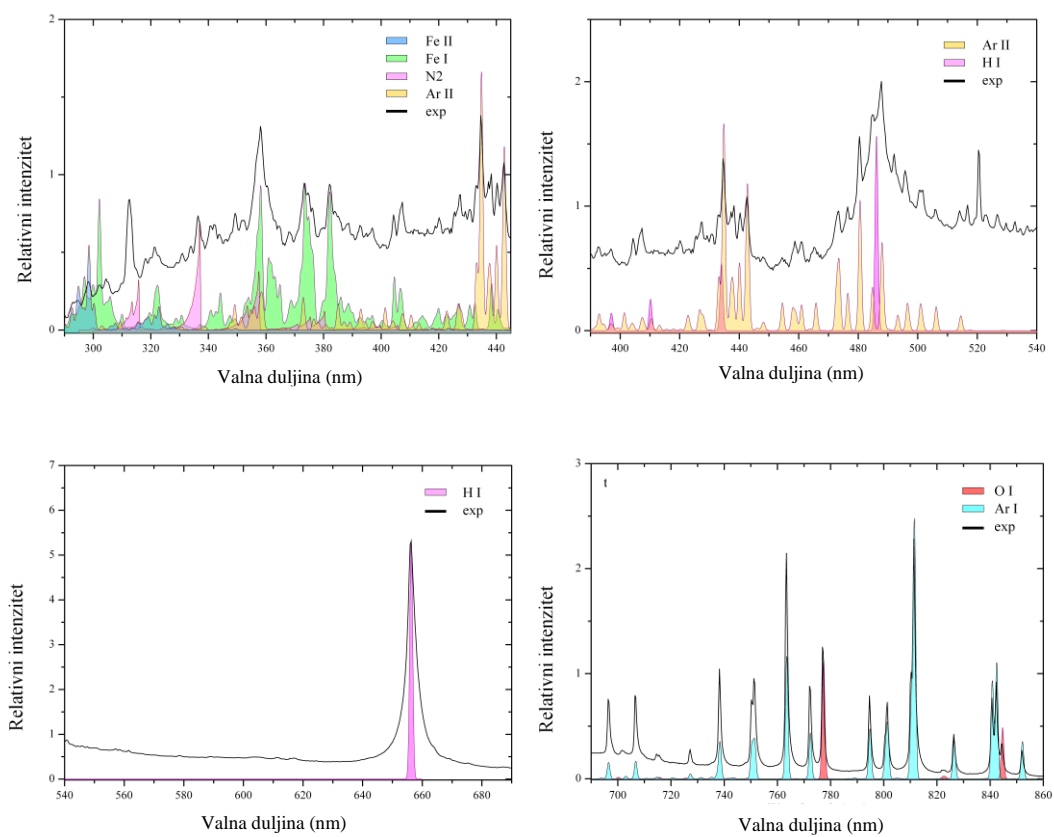 2
1
0
Relativni intenzitet
Fe II
Fe I
N2
Ar II
exp
300 320 340 360 380 400 420 440
Valna duljina (nm)
2
1
0
Relativni intenzitet
Ar II
H I
exp
400 420 440 460 480 500 520 540
Valna duljina (nm)
7
6
5
4
3
2
1
0
Relativni intenzitet
H I
exp
540 560 580 600 620 640 660 680
Valna duljina (nm)
3
2
1
0
Relativni intenzitet
t
O I
Ar I
exp
700 720 740 760 780 800 820 840 860
Valna duljina (nm)